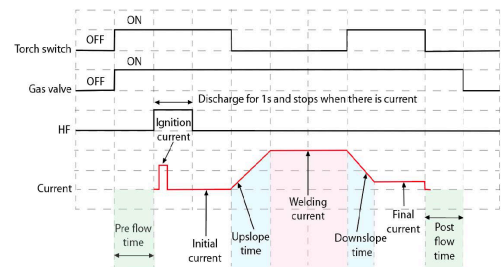 ON
Torch switch
OFF
ON
Gas valve
OFF
Discharge for 1s and stops when there is current
HF
Ignition
current
Current
Welding
current
Pre flow
time
Initial
current
Upslope
time
Downslope
time
Final
current
Post
flow
time